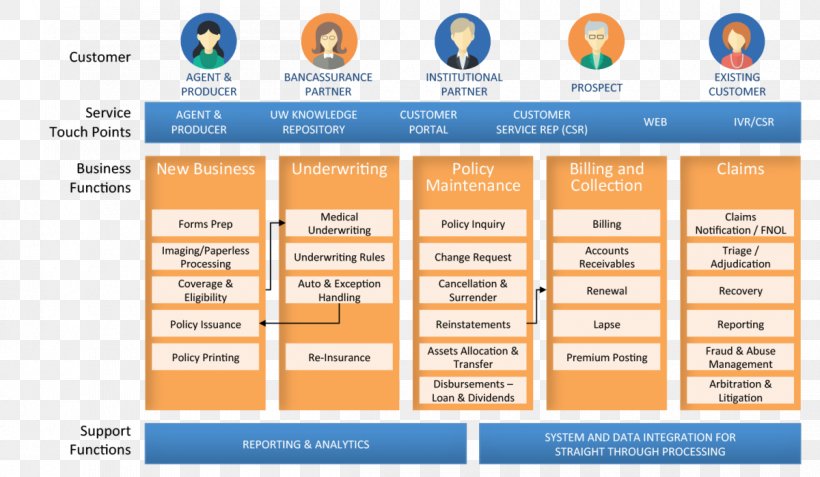 Customer
AGENT &
PRODUCER
BANCASSURANCE
PARTNER
INSTITUTIONAL
PARTNER
PROSPECT
EXISTING
CUSTOMER
Service
Touch Points
AGENT &
PRODUCER
UW KNOWLEDGE
REPOSITORY
CUSTOMER
PORTAL
CUSTOMER
SERVICE REP (CSR)
WEB
IVR/CSR
Business
Functions
New Business
Forms Prep
Imaging/Paperless
Processing
Coverage &
Eligibility
Policy Issuance
Policy Printing
Underwriting
Medical
Underwriting
Underwriting Rules
Auto & Exception
Handling
Re-Insurance
Policy
Maintenance
Policy Inquiry
Change Request
Cancellation &
Surrender
Reinstatements
Assets Allocation &
Transfer
Disbursements –
Loan & Dividends
Billing and
Collection
Billing
Accounts
Receivables
Renewal
Lapse
Premium Posting
Claims
Claims
Notification / FNOL
Triage /
Adjudication
Recovery
Reporting
Fraud & Abuse
Management
Arbitration &
Litigation
Support
Functions
REPORTING & ANALYTICS
SYSTEM AND DATA INTEGRATION FOR
STRAIGHT THROUGH PROCESSING